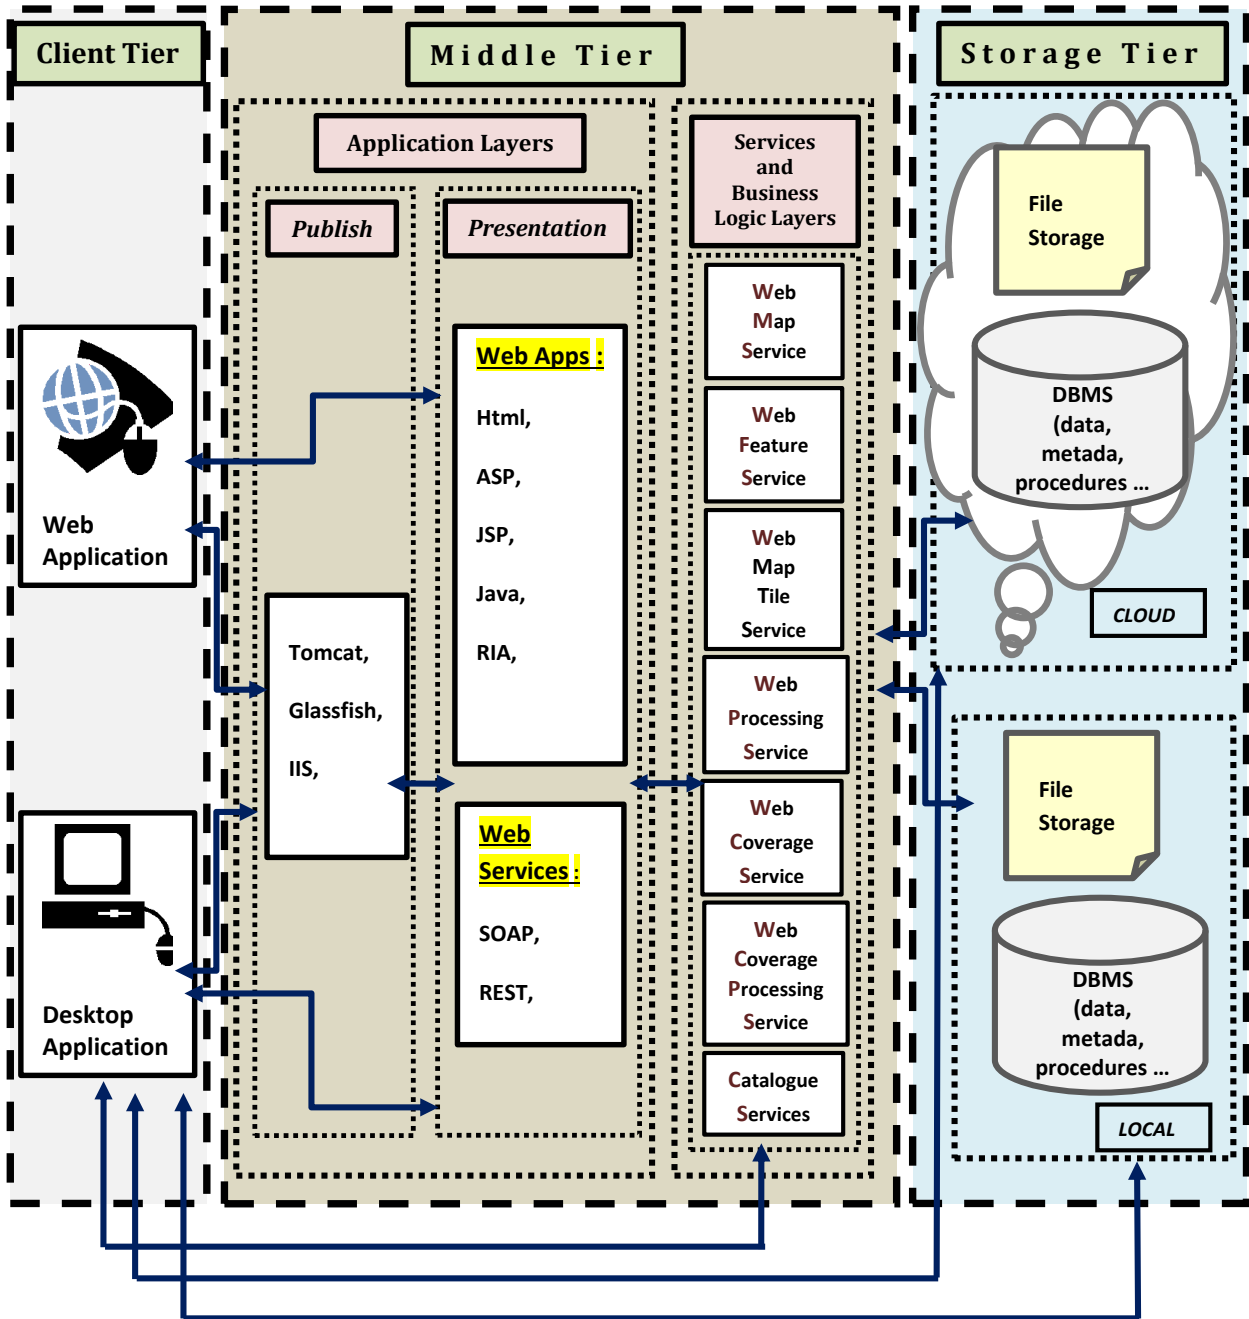 Client Tier
Web
Application
Desktop
Application
Middle Tier
Application Layers
Publish
Tomcat,
Glassfish,
IIS,
Presentation
Web Apps :
Html,
ASP,
JSP,
Java,
RIA,
Web
Services :
SOAP,
REST,
Services
and
Business
Logic Layers
Web
Map
Service
Web
Feature
Service
Web
Map
Tile
Service
Web
Processing
Service
Web
Coverage
Service
Web
Coverage
Processing
Service
Catalogue
Services
Storage Tier
File
Storage
DBMS
(data,
metada,
procedures ...
CLOUD
File
Storage
DBMS
(data,
metada,
procedures ...
LOCAL